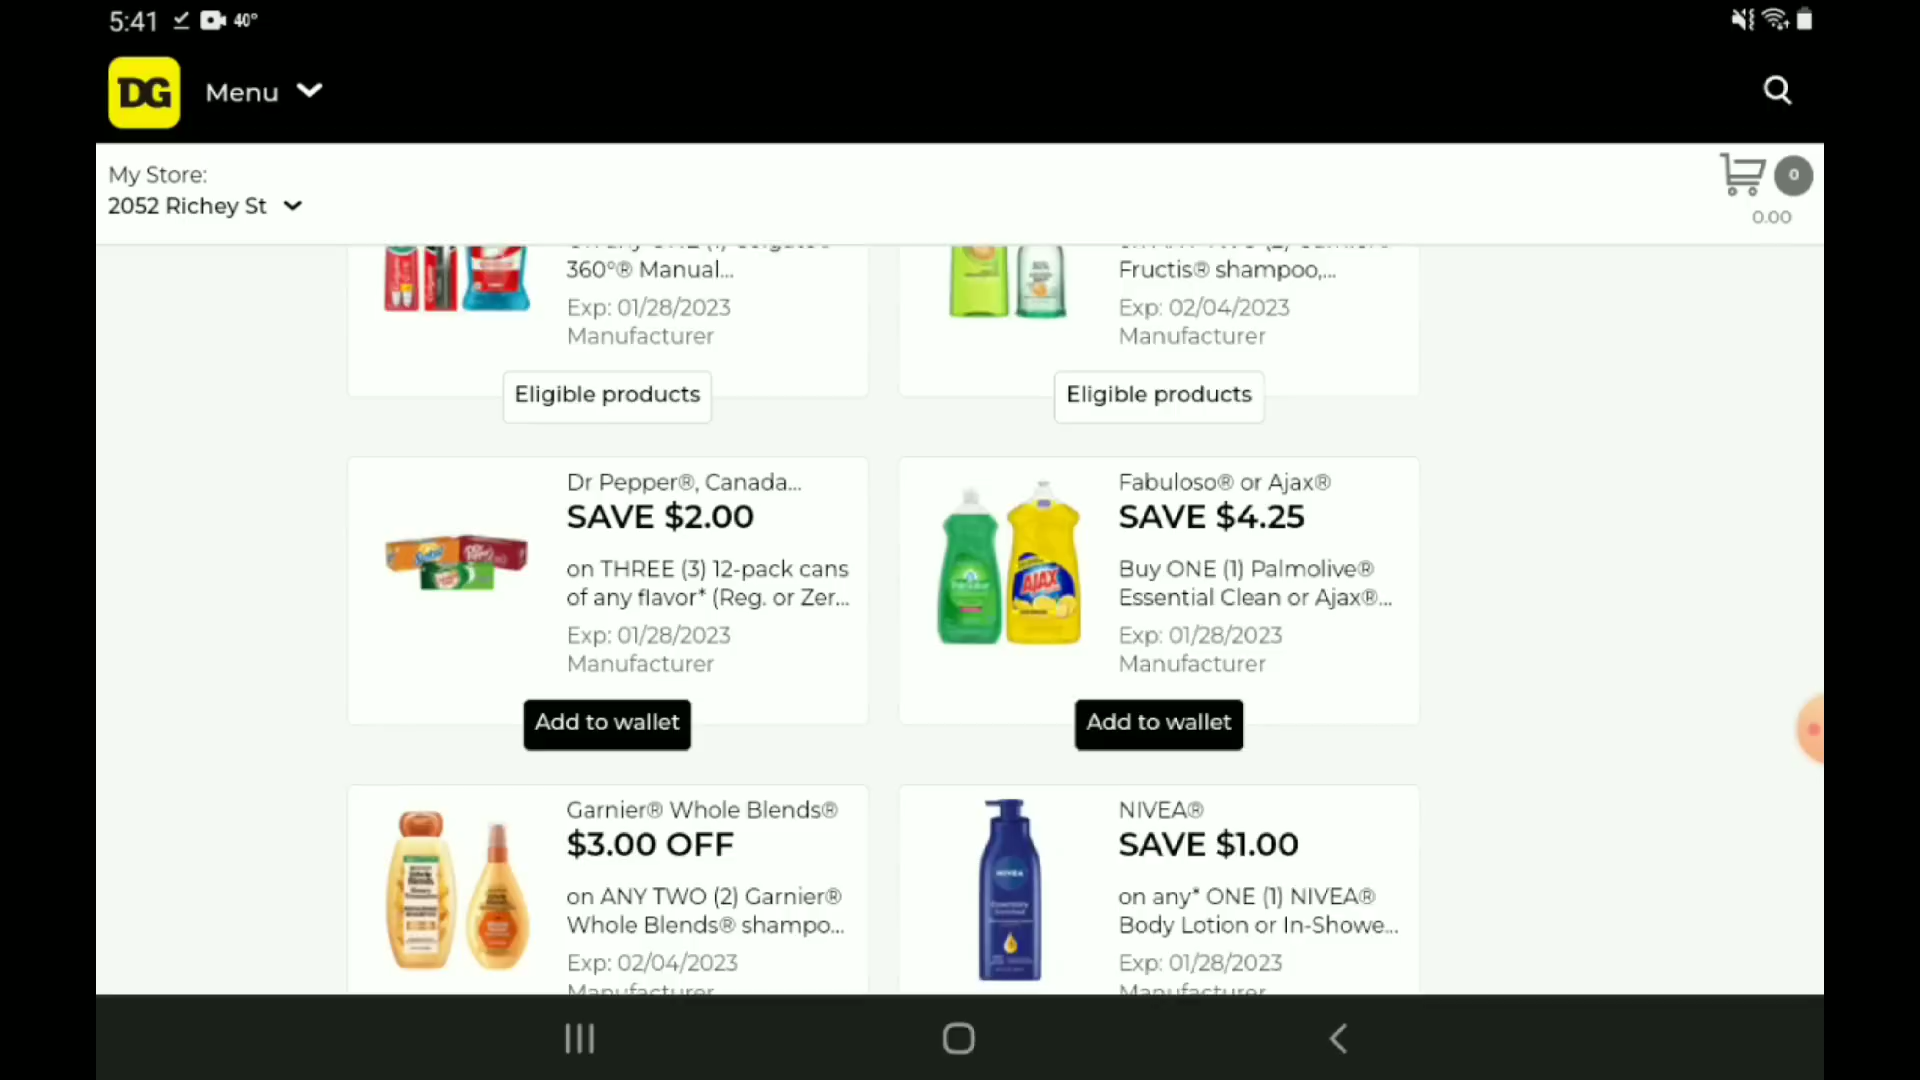 5:41
40°
DG
Menu
My Store:
2052 Richey St
0
0.00
360°® Manual...
Exp: 01/28/2023
Manufacturer
Eligible products
Fructis® shampoo,...
Exp: 02/04/2023
Manufacturer
Eligible products
Dr Pepper®, Canada...
SAVE $2.00
on THREE (3) 12-pack cans
of any flavor* (Reg. or Zer...
Exp: 01/28/2023
Manufacturer
Add to wallet
AJAX
Fabuloso® or Ajax®
SAVE $4.25
Buy ONE (1) Palmolive®
Essential Clean or Ajax®...
Exp: 01/28/2023
Manufacturer
Add to wallet
Garnier® Whole Blends®
$3.00 OFF
on ANY TWO (2) Garnier®
Whole Blends® shampo...
Exp: 02/04/2023
Manufacturer
NIVEA
NIVEA®
SAVE $1.00
on any* ONE (1) NIVEA®
Body Lotion or In-Showe...
Exp: 01/28/2023
Manufacturer